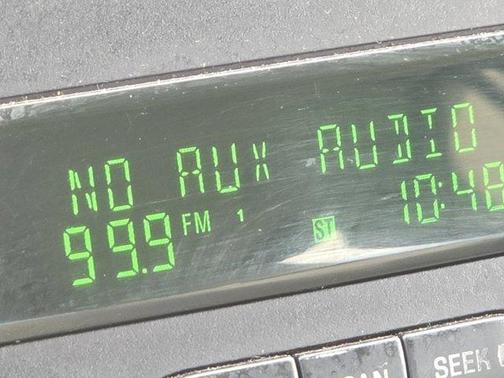 NO AUX AUDIO
99.9 FM 1 ST 10:48
SEEK